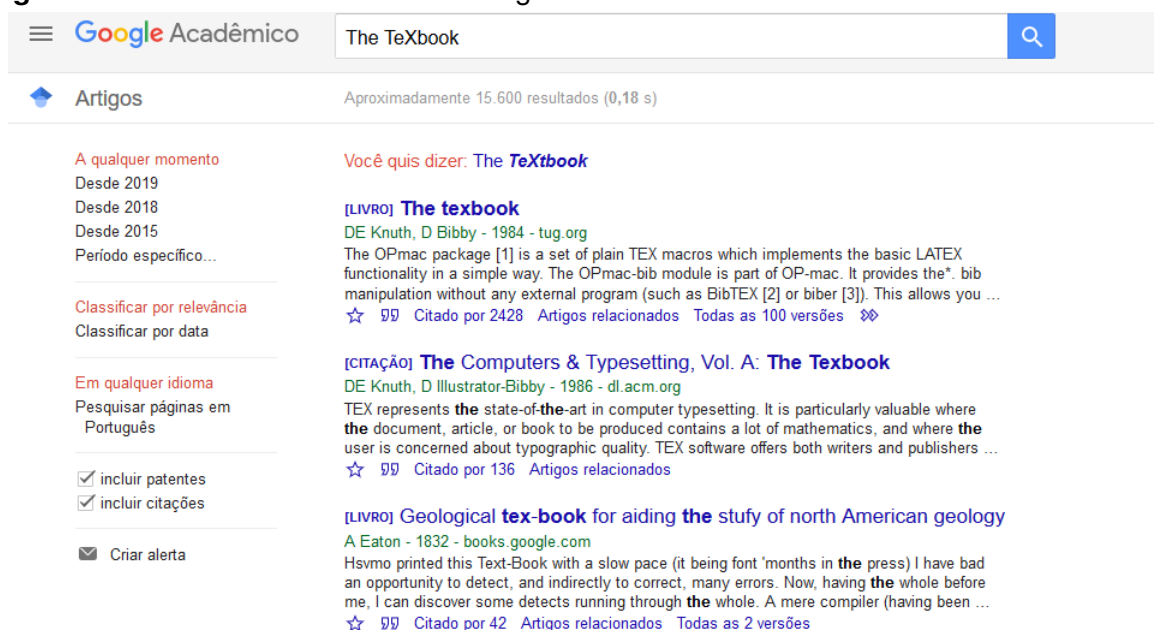 Google Acadêmico
The TeXbook
Artigos
Aproximadamente 15.600 resultados (0,18 s)
A qualquer momento
Desde 2019
Desde 2018
Desde 2015
Período específico...
Classificar por relevância
Classificar por data
Em qualquer idioma
Pesquisar páginas em
Português
incluir patentes
incluir citações
Criar alerta
Você quis dizer: The TeXtbook
[LIVRO] The texbook
DE Knuth, D Bibby - 1984 - tug.org
The OPmac package [1] is a set of plain TEX macros which implements the basic LATEX
functionality in a simple way. The OPmac-bib module is part of OP-mac. It provides the*. bib
manipulation without any external program (such as BibTEX [2] or biber [3]). This allows you ...
Citado por 2428 Artigos relacionados Todas as 100 versões
[CITAÇÃO] The Computers & Typesetting, Vol. A: The Texbook
DE Knuth, D Illustrator-Bibby - 1986 - dl.acm.org
TEX represents the state-of-the-art in computer typesetting. It is particularly valuable where
the document, article, or book to be produced contains a lot of mathematics, and where the
user is concerned about typographic quality. TEX software offers both writers and publishers ...
Citado por 136 Artigos relacionados
[LIVRO] Geological tex-book for aiding the stufy of north American geology
A Eaton - 1832 - books.google.com
Hsvmo printed this Text-Book with a slow pace (it being font 'months in the press) I have bad
an opportunity to detect, and indirectly to correct, many errors. Now, having the whole before
me, I can discover some detects running through the whole. A mere compiler (having been ...
Citado por 42 Artigos relacionados Todas as 2 versões